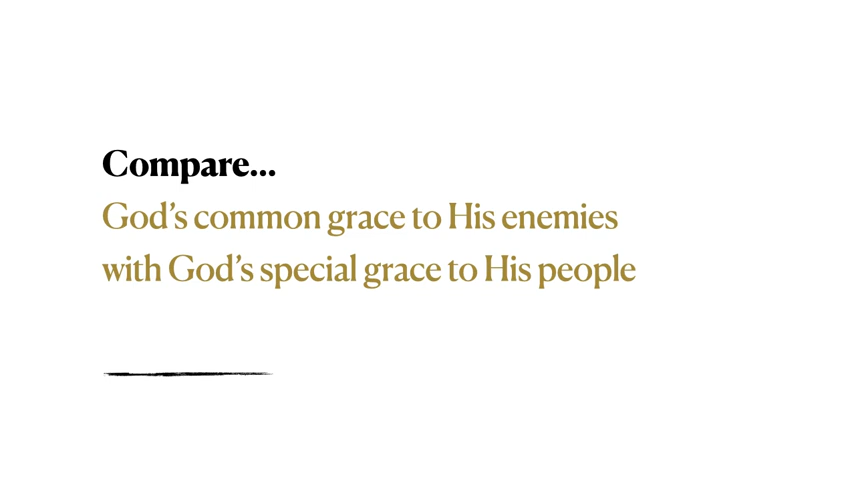 Compare...
God’s common grace to His enemies
with God’s special grace to His people